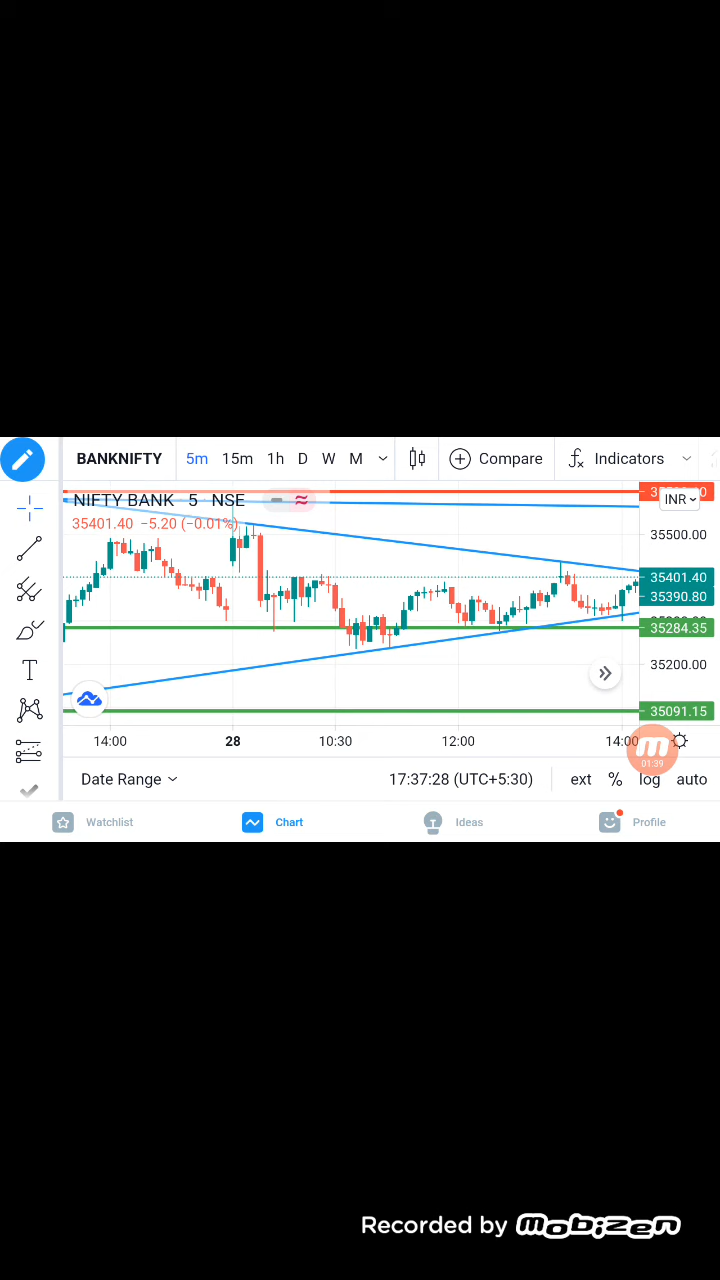 BANKNIFTY 5m 15m 1h D W M Compare Indicators
NIFTY BANK 5 NSE
INR
35401.40 −5.20 (−0.01%)
35500.00
35401.40
35390.80
35284.35
35200.00
35091.15
14:00 28 10:30 12:00 14:00
01:39
Date Range 17:37:28 (UTC+5:30) ext % log auto
Watchlist Chart Ideas Profile
Recorded by mobizen